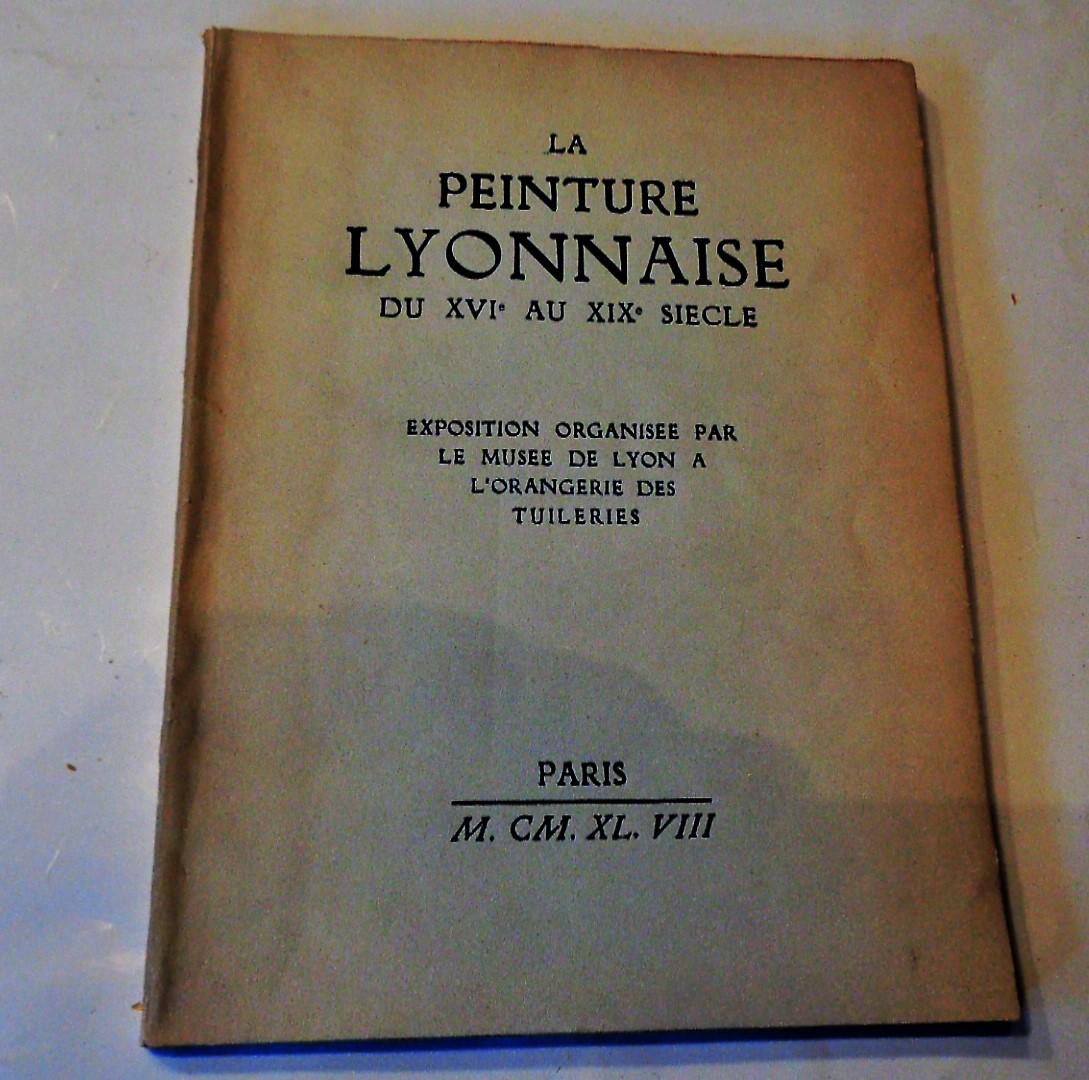 LA
PEINTURE
LYONNAISE
DU XVIe AU XIXe SIECLE
EXPOSITION ORGANISEE PAR
LE MUSEE DE LYON A
L'ORANGERIE DES
TUILERIES
PARIS
M. CM. XL. VIII